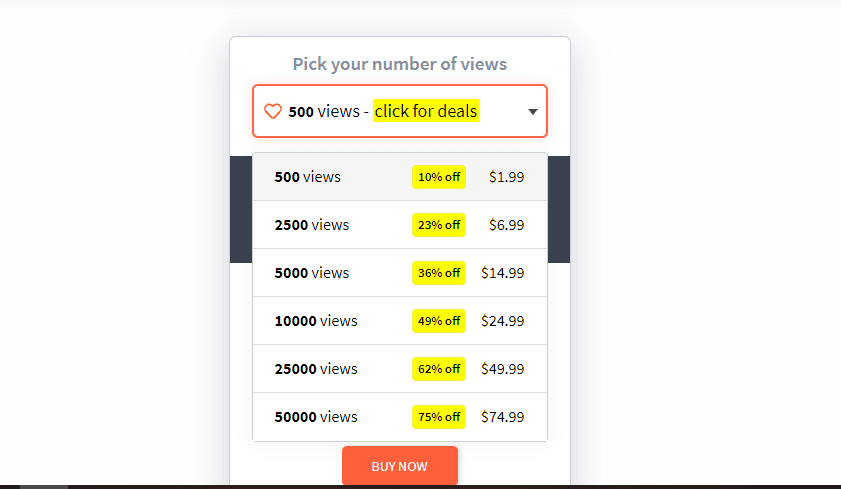 Pick your number of views
500 views - click for deals
500 views 10% off $1.99
2500 views 23% off $6.99
5000 views 36% off $14.99
10000 views 49% off $24.99
25000 views 62% off $49.99
50000 views 75% off $74.99
BUY NOW